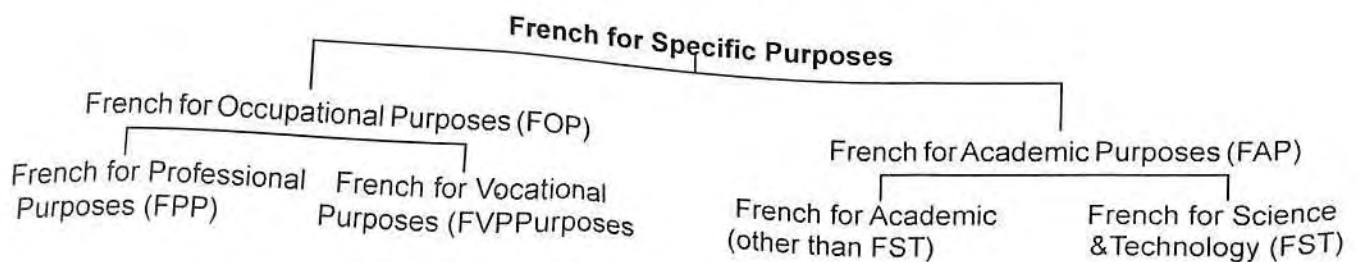 French for Specific Purposes
French for Occupational Purposes (FOP)
French for Academic Purposes (FAP)
French for Professional
Purposes (FPP)
French for Vocational
Purposes (FVPPurposes
French for Academic
(other than FST)
French for Science
&Technology (FST)